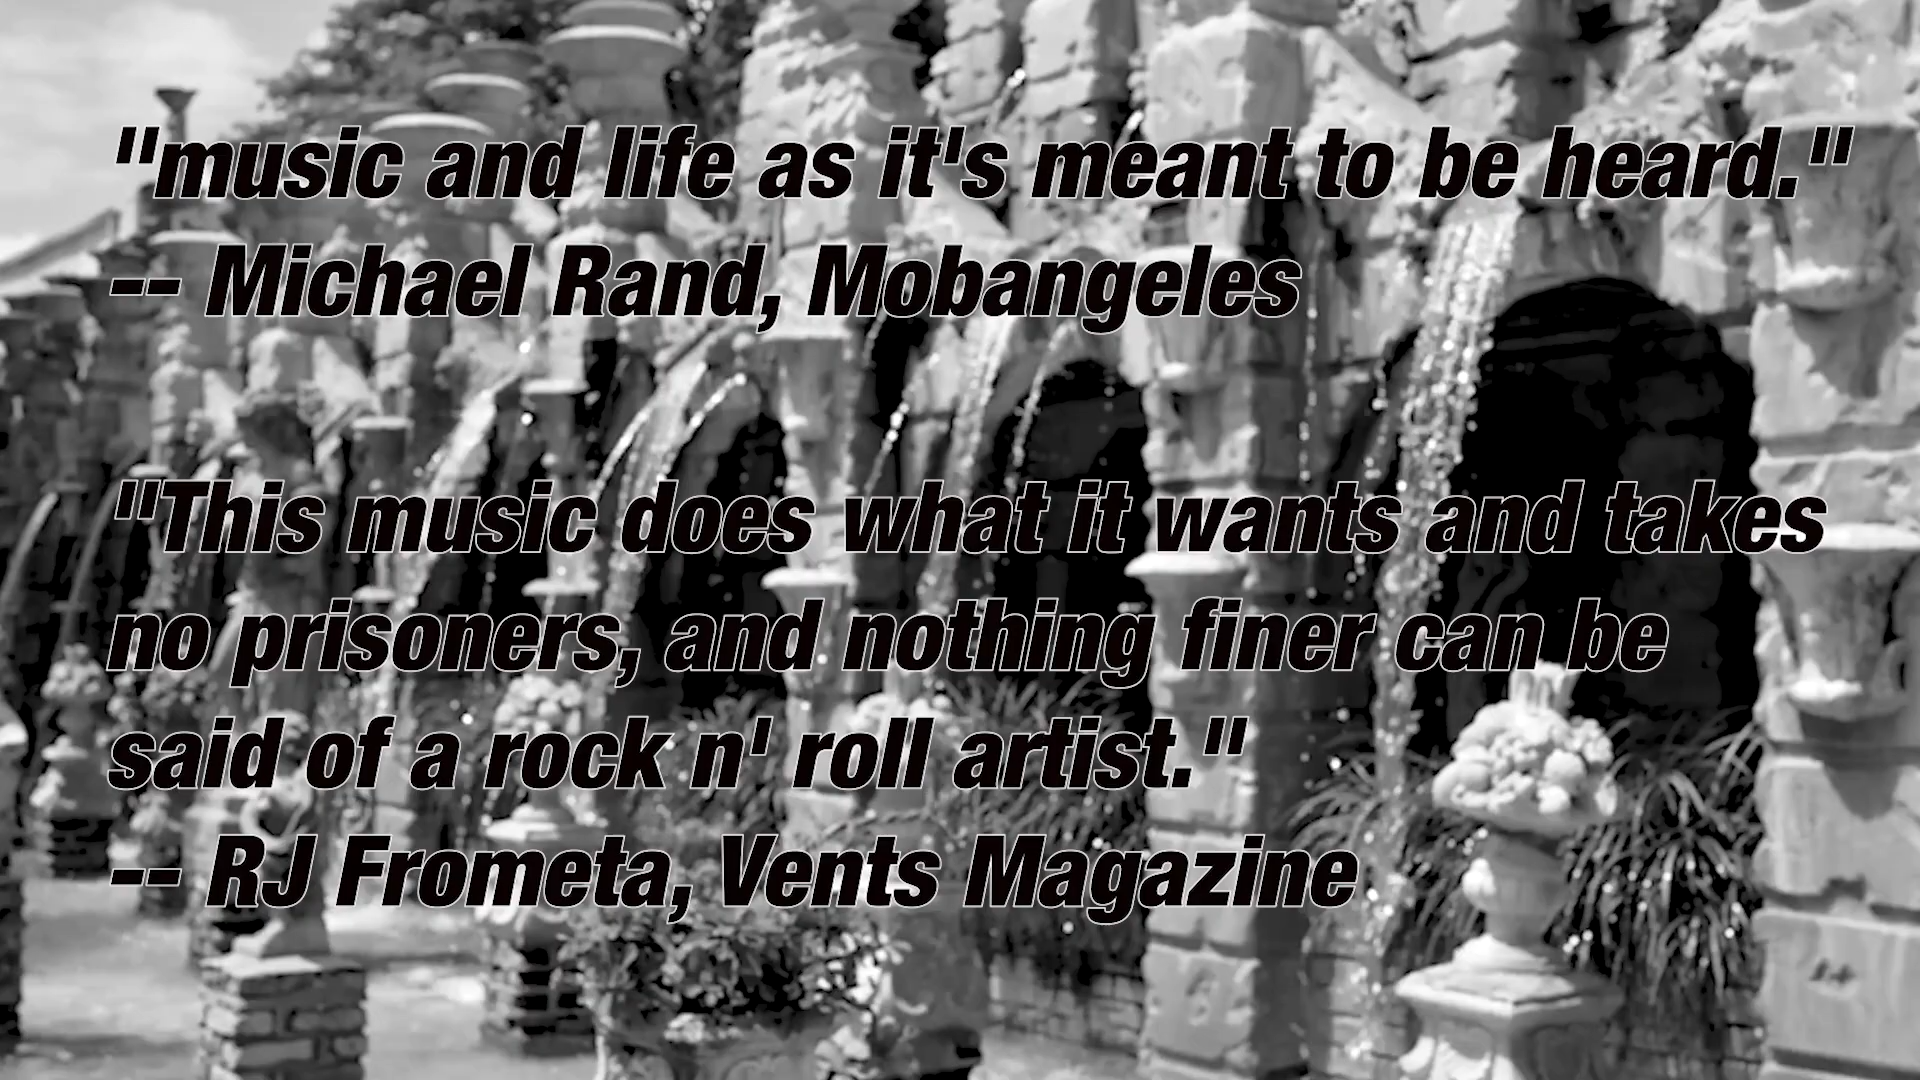 "music and life as it's meant to be heard."
-- Michael Rand, Mobangeles
"This music does what it wants and takes
no prisoners, and nothing finer can be
said of a rock n' roll artist."
-- RJ Frometa, Vents Magazine